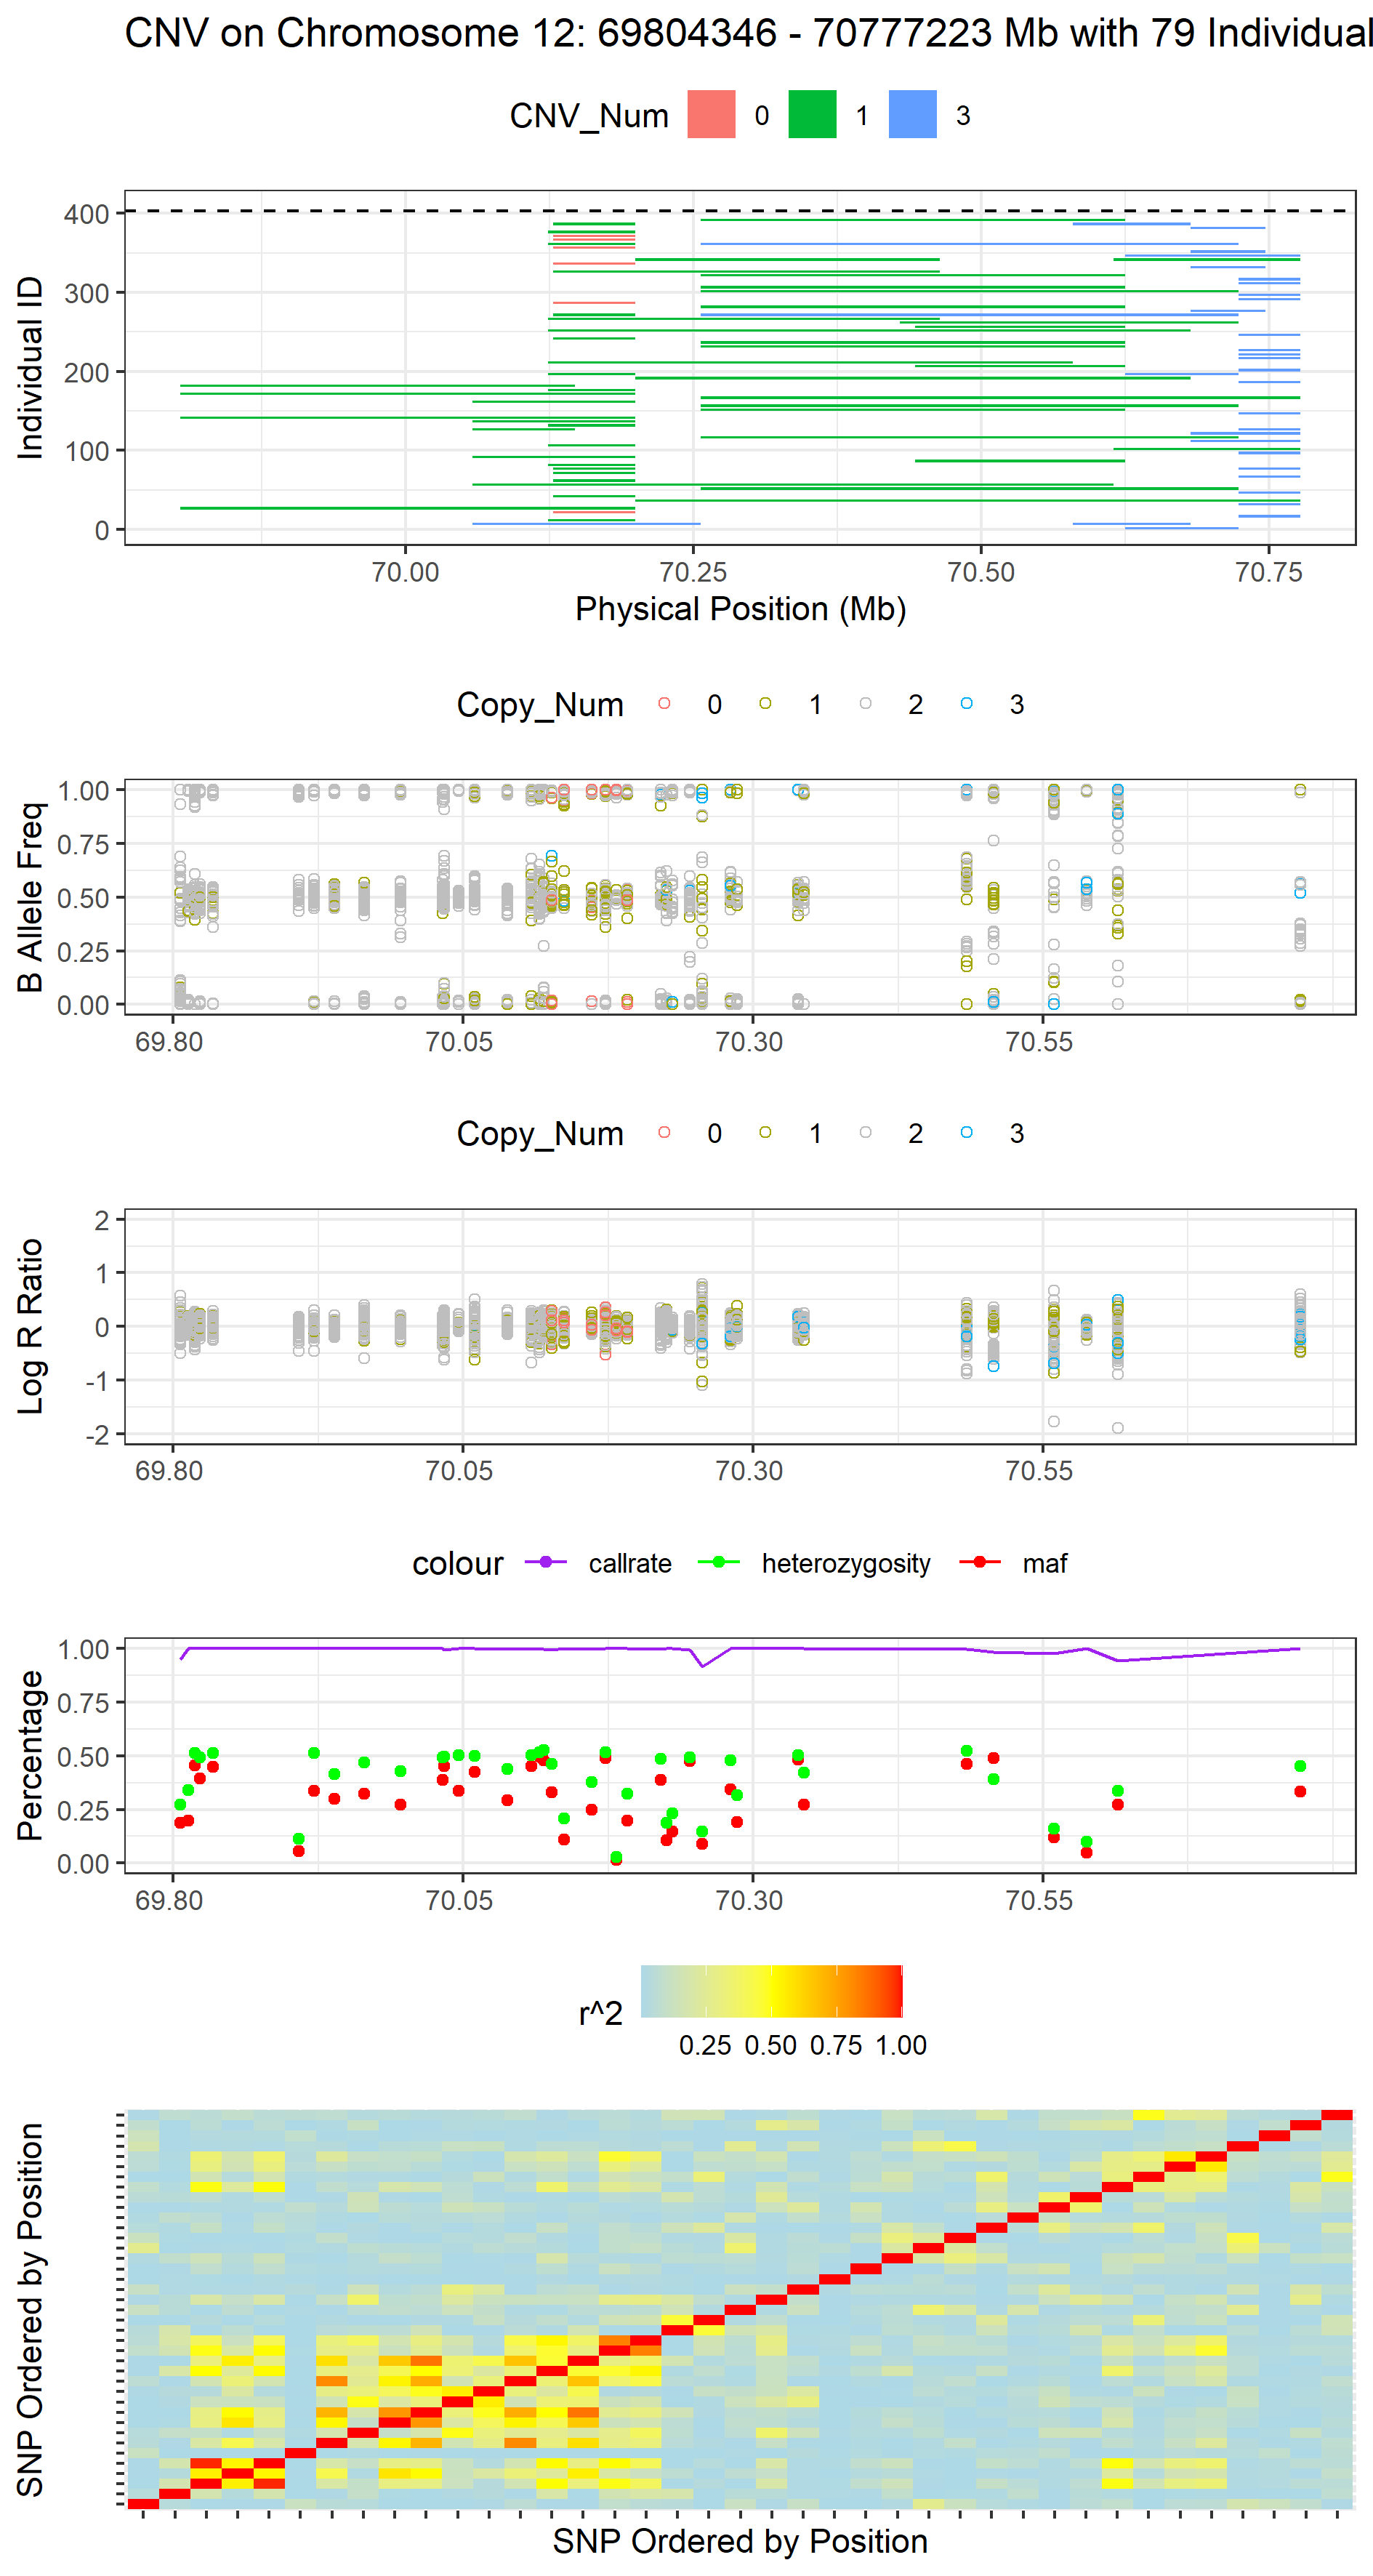 CNV on Chromosome 12: 69804346 - 70777223 Mb with 79 Individual
CNV_Num 0 1 3
400
300
200
100
0
Individual ID
70.00 70.25 70.50 70.75
Physical Position (Mb)
Copy_Num 0 1 2 3
1.00
0.75
0.50
0.25
0.00
B Allele Freq
69.80 70.05 70.30 70.55
Copy_Num 0 1 2 3
2
1
0
-1
-2
Log R Ratio
69.80 70.05 70.30 70.55
colour callrate heterozygosity maf
1.00
0.75
0.50
0.25
0.00
Percentage
69.80 70.05 70.30 70.55
r^2
0.25 0.50 0.75 1.00
SNP Ordered by Position
SNP Ordered by Position